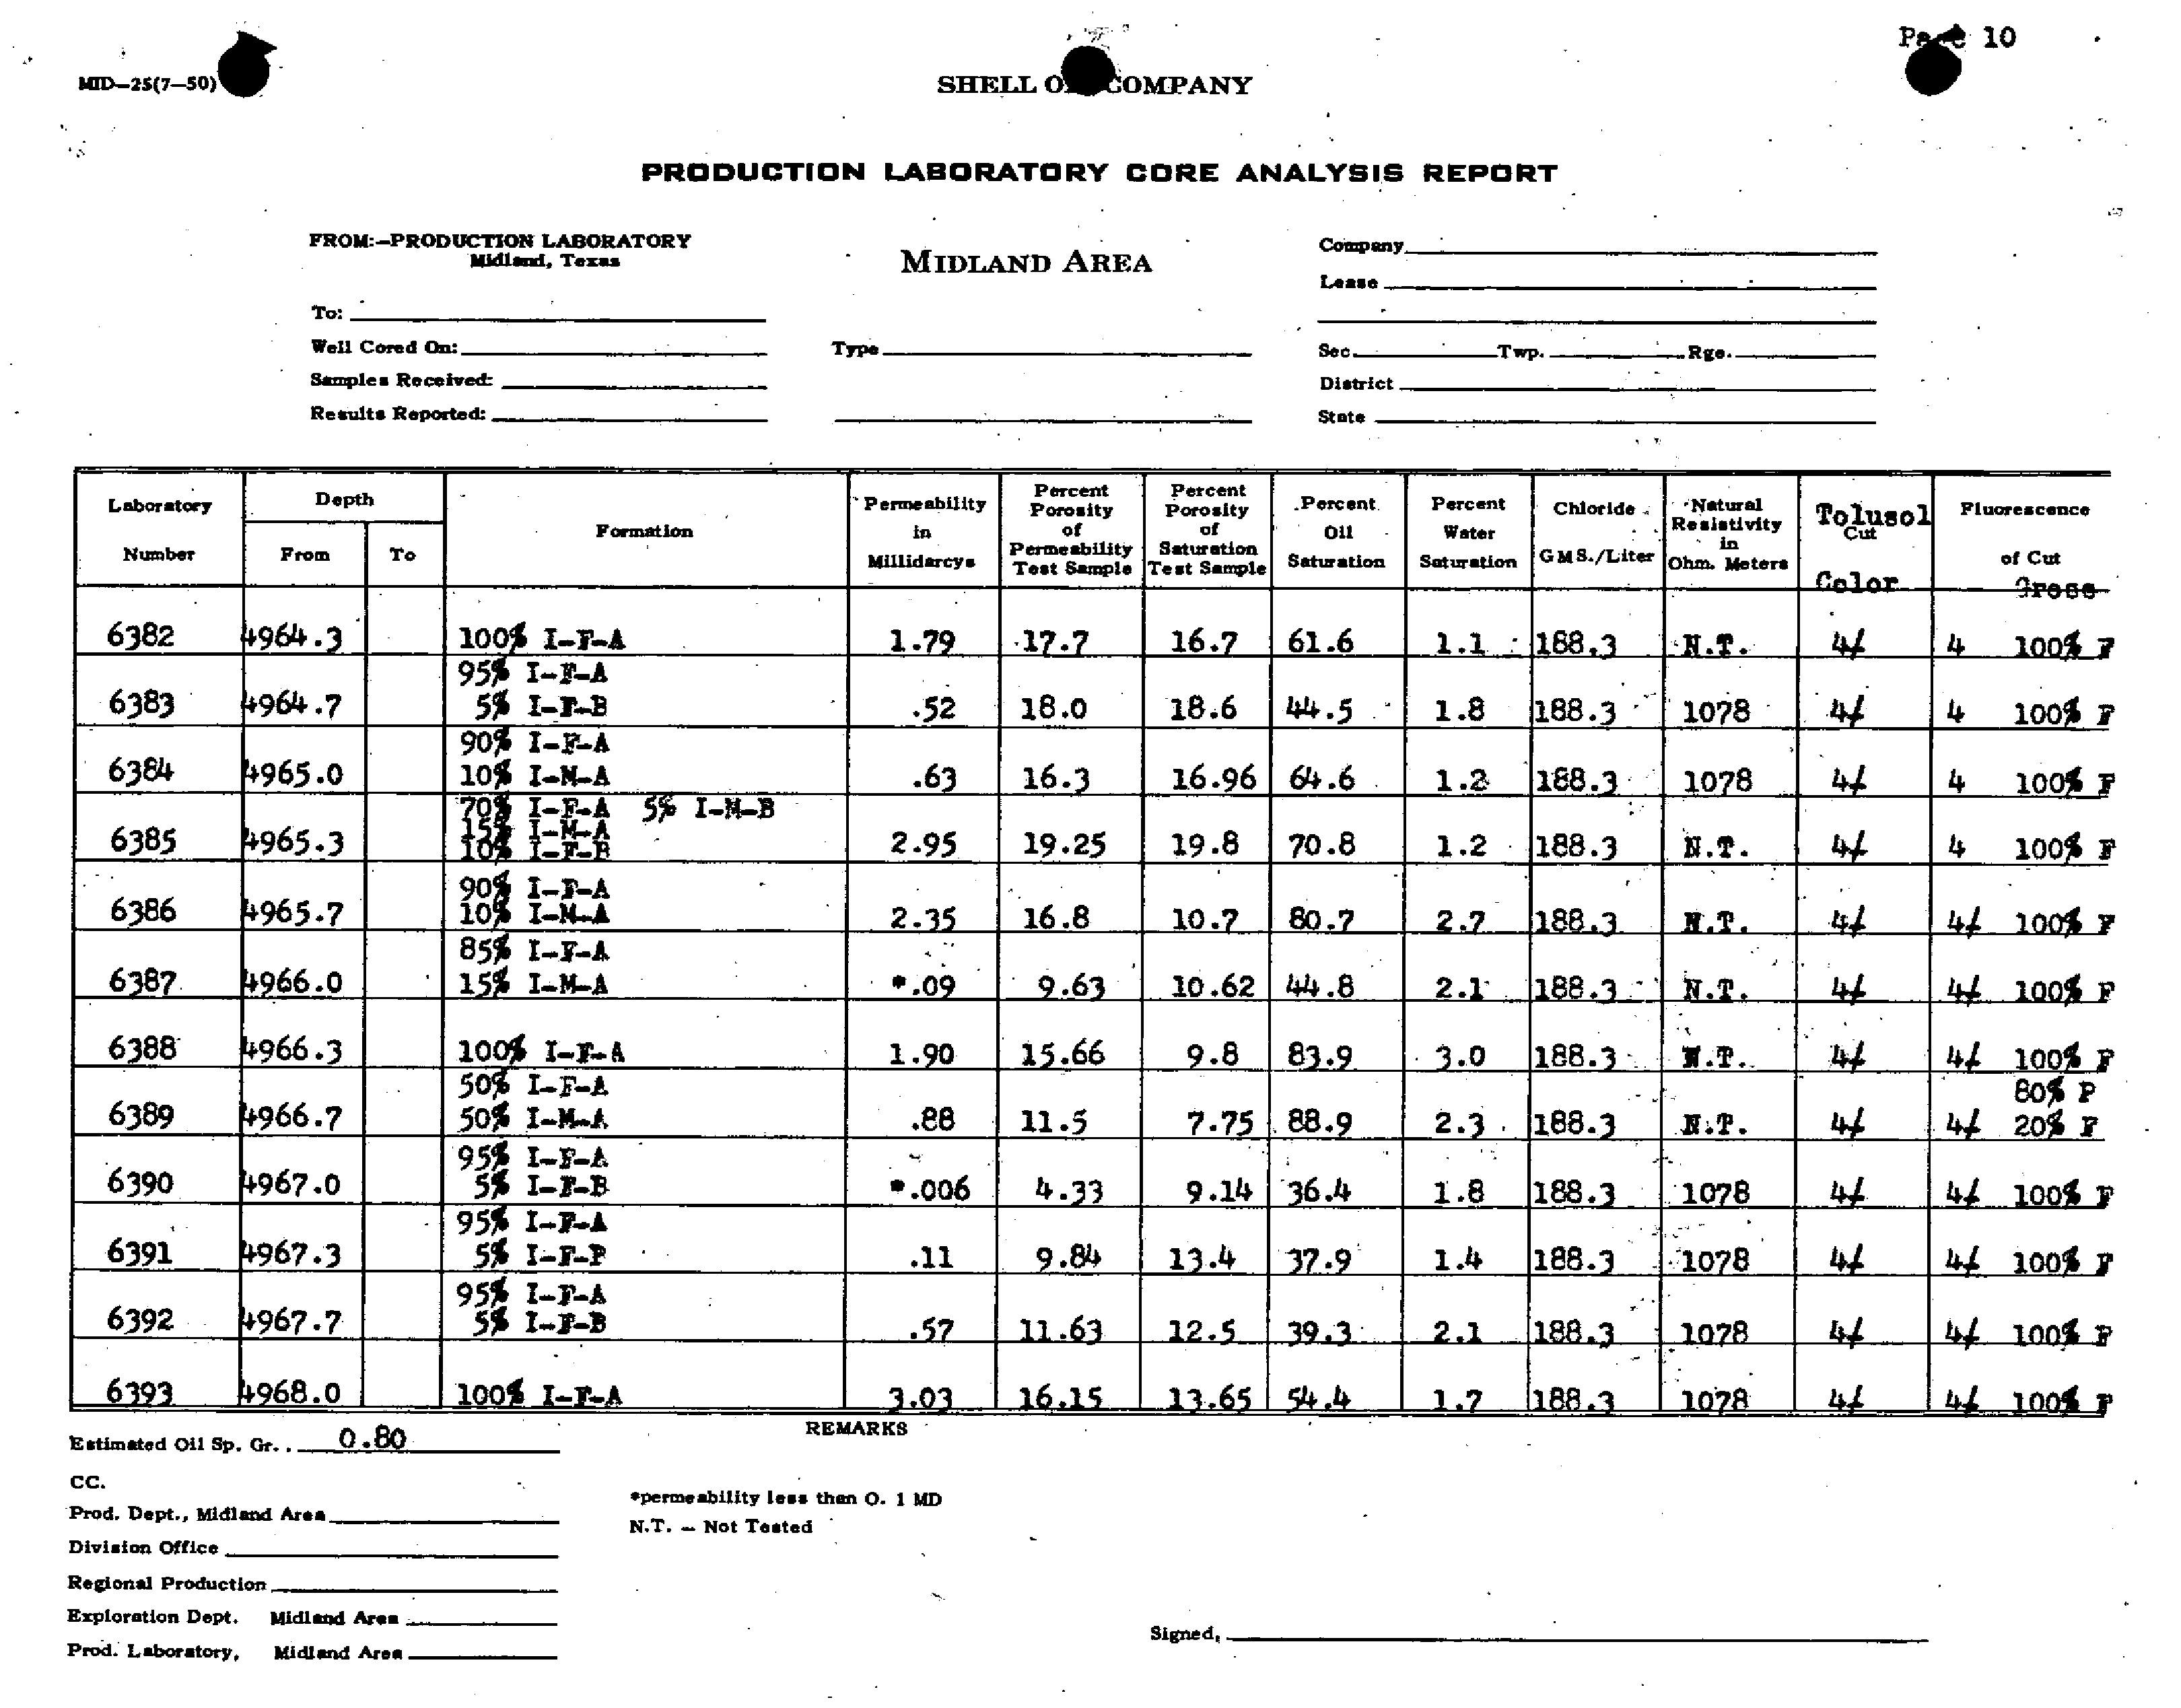 Page 10
MID-25(7-50)
SHELL O COMPANY
PRODUCTION LABORATORY CORE ANALYSIS REPORT
FROM:-PRODUCTION LABORATORY
Midland, Texas
MIDLAND AREA
Company
Lease
To:
Well Cored On:
Type
Sec. Twp. Rge.
Samples Received:
District
Results Reported:
State
Laboratory Number
Depth
From To
Formation
Permeability in Millidarcys
Percent Porosity of Permeability Test Sample
Percent Porosity of Saturation Test Sample
Percent Oil Saturation
Percent Water Saturation
Chloride GMS./Liter
Natural Resistivity in Ohm. Meters
Tolusol Cut Color
Fluorescence of Cut Gross
6382 4964.3 100% I-F-A 1.79 17.7 16.7 61.6 1.1 188.3 N.T. 4/ 4 100% F
95% I-F-A
6383 4964.7 5% I-F-B .52 18.0 18.6 44.5 1.8 188.3 1078 4/ 4 100% F
90% I-F-A
6384 4965.0 10% I-M-A .63 16.3 16.96 64.6 1.2 188.3 1078 4/ 4 100% F
70% I-F-A 5% I-M-B
15% I-M-A
6385 4965.3 10% I-F-B 2.95 19.25 19.8 70.8 1.2 188.3 N.T. 4/ 4 100% F
90% I-F-A
6386 4965.7 10% I-M-A 2.35 16.8 10.7 80.7 2.7 188.3 N.T. 4/ 4/ 100% F
85% I-F-A
6387 4966.0 15% I-M-A *.09 9.63 10.62 44.8 2.1 188.3 N.T. 4/ 4/ 100% F
6388 4966.3 100% I-F-A 1.90 15.66 9.8 83.9 3.0 188.3 N.T. 4/ 4/ 100% F
50% I-F-A 80% P
6389 4966.7 50% I-M-A .88 11.5 7.75 88.9 2.3 188.3 N.T. 4/ 4/ 20% F
95% I-F-A
6390 4967.0 5% I-F-B *.006 4.33 9.14 36.4 1.8 188.3 1078 4/ 4/ 100% F
95% I-F-A
6391 4967.3 5% I-F-B .11 9.84 13.4 37.9 1.4 188.3 1078 4/ 4/ 100% F
95% I-F-A
6392 4967.7 5% I-F-B .57 11.63 12.5 39.3 2.1 188.3 1078 4/ 4/ 100% F
6393 4968.0 100% I-F-A 3.03 16.15 13.65 54.4 1.7 188.3 1078 4/ 4/ 100% F
REMARKS
Estimated Oil Sp. Gr. . 0.80
CC.
*permeability less than O. 1 MD
Prod. Dept., Midland Area
N.T. - Not Tested
Division Office
Regional Production
Exploration Dept. Midland Area
Signed,
Prod. Laboratory, Midland Area